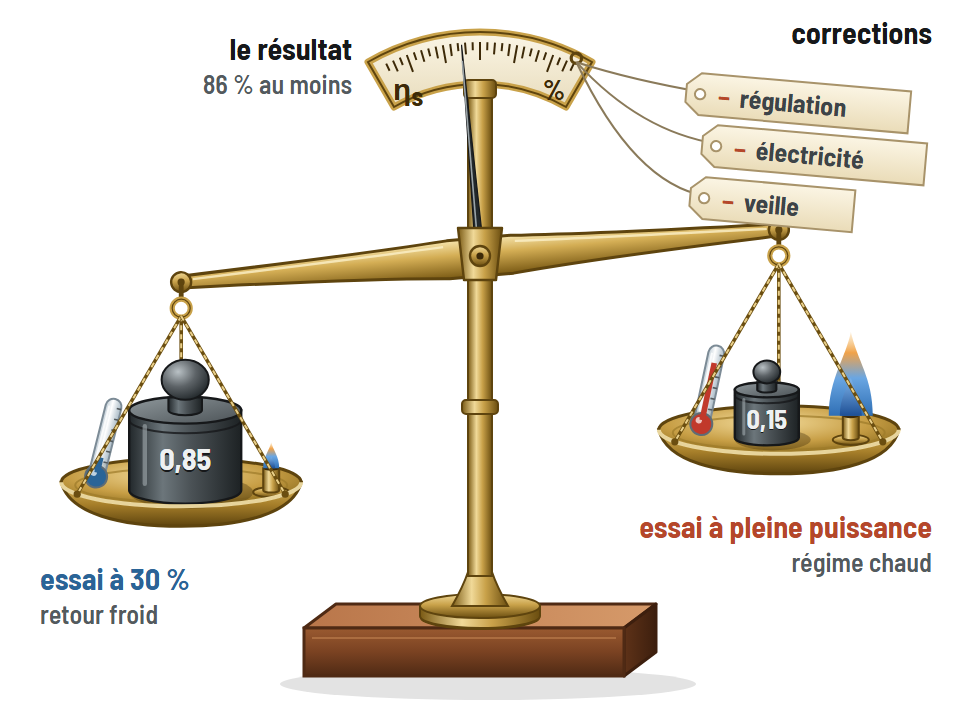 le résultat
86 % au moins
ns
%
corrections
– régulation
– électricité
– veille
0,85
0,15
essai à 30 %
retour froid
essai à pleine puissance
régime chaud